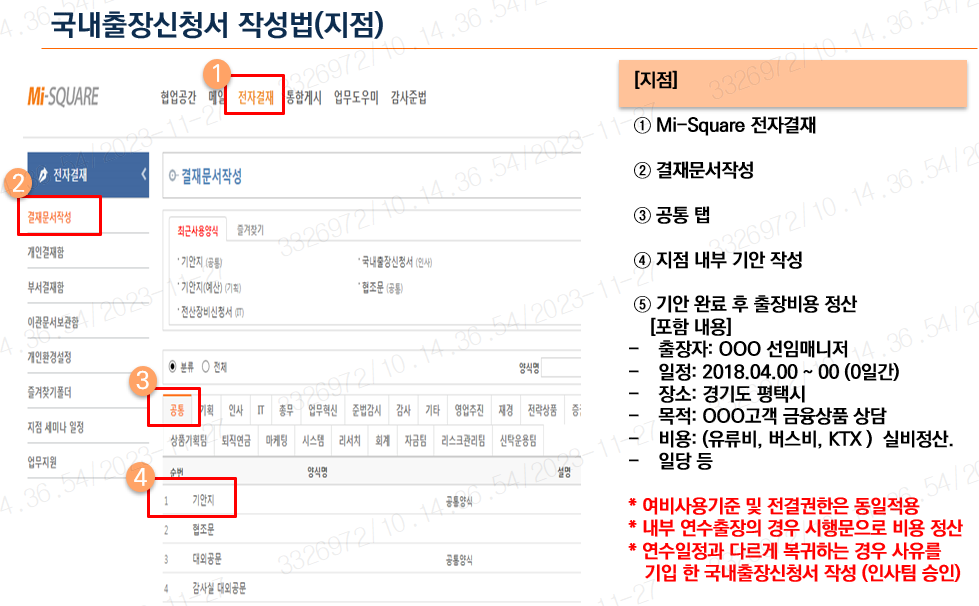 국내출장신청서 작성법(지점)
Mi-SQUARE
협업공간 메일 전자결재 통합게시 업무도우미 감사준법
1
2
전자결재
결재문서작성
개인결재함
부서결재함
이관문서보관함
개인환경설정
즐겨찾기폴더
지점 세미나 일정
업무지원
결재문서작성
최근사용양식 즐겨찾기
· 기안지 (공통) · 국내출장신청서 (인사)
· 기안지(예산) (기획) · 협조문 (공통)
· 전산장비신청서 (IT)
분류 전체 양식명
3
공통 기획 인사 IT 총무 업무혁신 준법감시 감사 기타 영업추진 재경 전략상품
상품기획팀 퇴직연금 마케팅 시스템 리서치 회계 자금팀 리스크관리팀 신탁운용팀
4
순번 양식명 설명
1 기안지 공통양식
2 협조문
3 대외공문 공통양식
4 감사실 대외공문
[지점]
① Mi-Square 전자결재
② 결재문서작성
③ 공통 탭
④ 지점 내부 기안 작성
⑤ 기안 완료 후 출장비용 정산
[포함 내용]
- 출장자: OOO 선임매니저
- 일정: 2018.04.00 ~ 00 (0일간)
- 장소: 경기도 평택시
- 목적: OOO고객 금융상품 상담
- 비용: (유류비, 버스비, KTX ) 실비정산.
- 일당 등
* 여비사용기준 및 전결권한은 동일적용
* 내부 연수출장의 경우 시행문으로 비용 정산
* 연수일정과 다르게 복귀하는 경우 사유를
기입 한 국내출장신청서 작성 (인사팀 승인)
3326972/10.14.36.54/2023-11-27